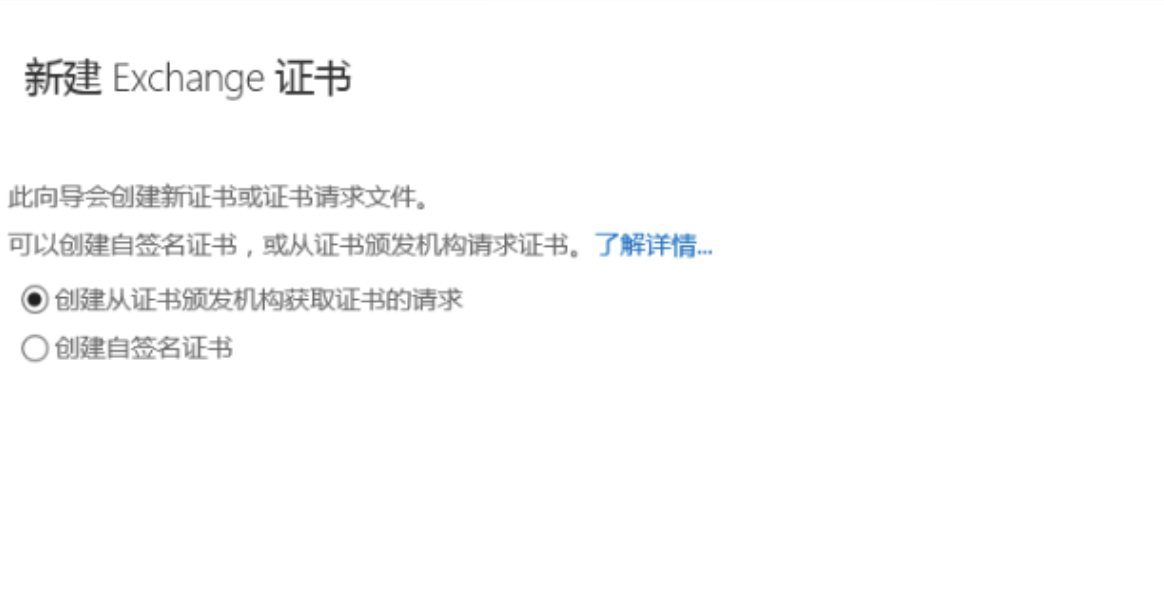 新建 Exchange 证书
此向导会创建新证书或证书请求文件。
可以创建自签名证书，或从证书颁发机构请求证书。了解详情...
创建从证书颁发机构获取证书的请求
创建自签名证书